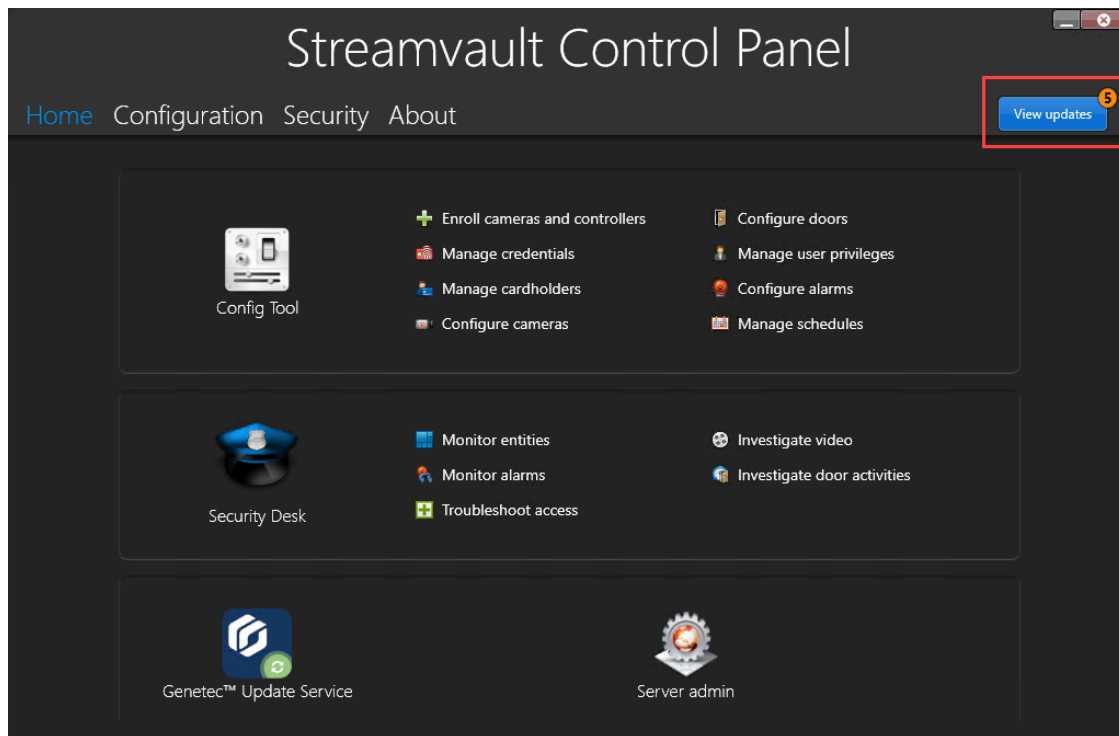 Streamvault Control Panel
Home Configuration Security About
View updates
5
Config Tool
Enroll cameras and controllers
Manage credentials
Manage cardholders
Configure cameras
Configure doors
Manage user privileges
Configure alarms
Manage schedules
Security Desk
Monitor entities
Monitor alarms
Troubleshoot access
Investigate video
Investigate door activities
Genetec™ Update Service
Server admin